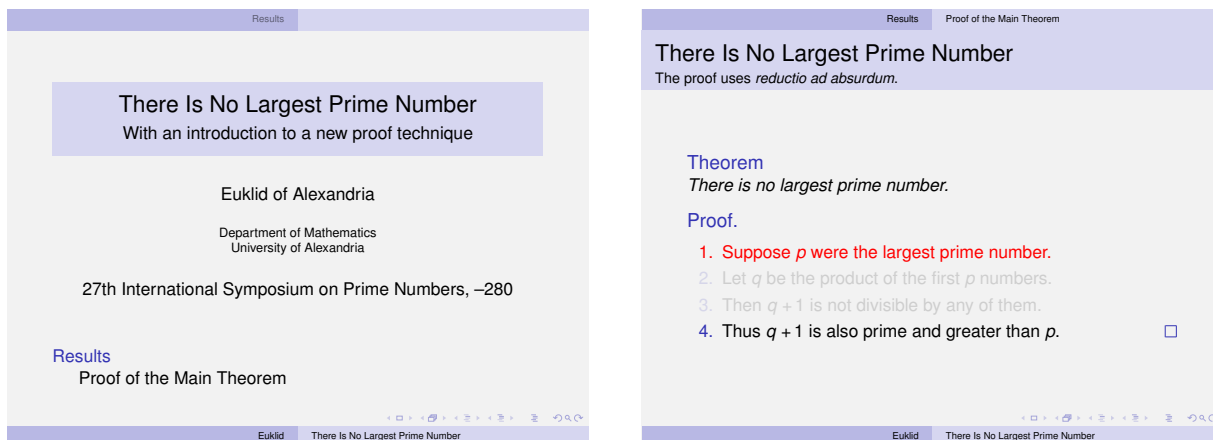 Results
There Is No Largest Prime Number
With an introduction to a new proof technique
Euklid of Alexandria
Department of Mathematics
University of Alexandria
27th International Symposium on Prime Numbers, –280
Results
Proof of the Main Theorem
Euklid There Is No Largest Prime Number
Results Proof of the Main Theorem
There Is No Largest Prime Number
The proof uses reductio ad absurdum.
Theorem
There is no largest prime number.
Proof.
1. Suppose p were the largest prime number.
2. Let q be the product of the first p numbers.
3. Then q + 1 is not divisible by any of them.
4. Thus q + 1 is also prime and greater than p.
Euklid There Is No Largest Prime Number